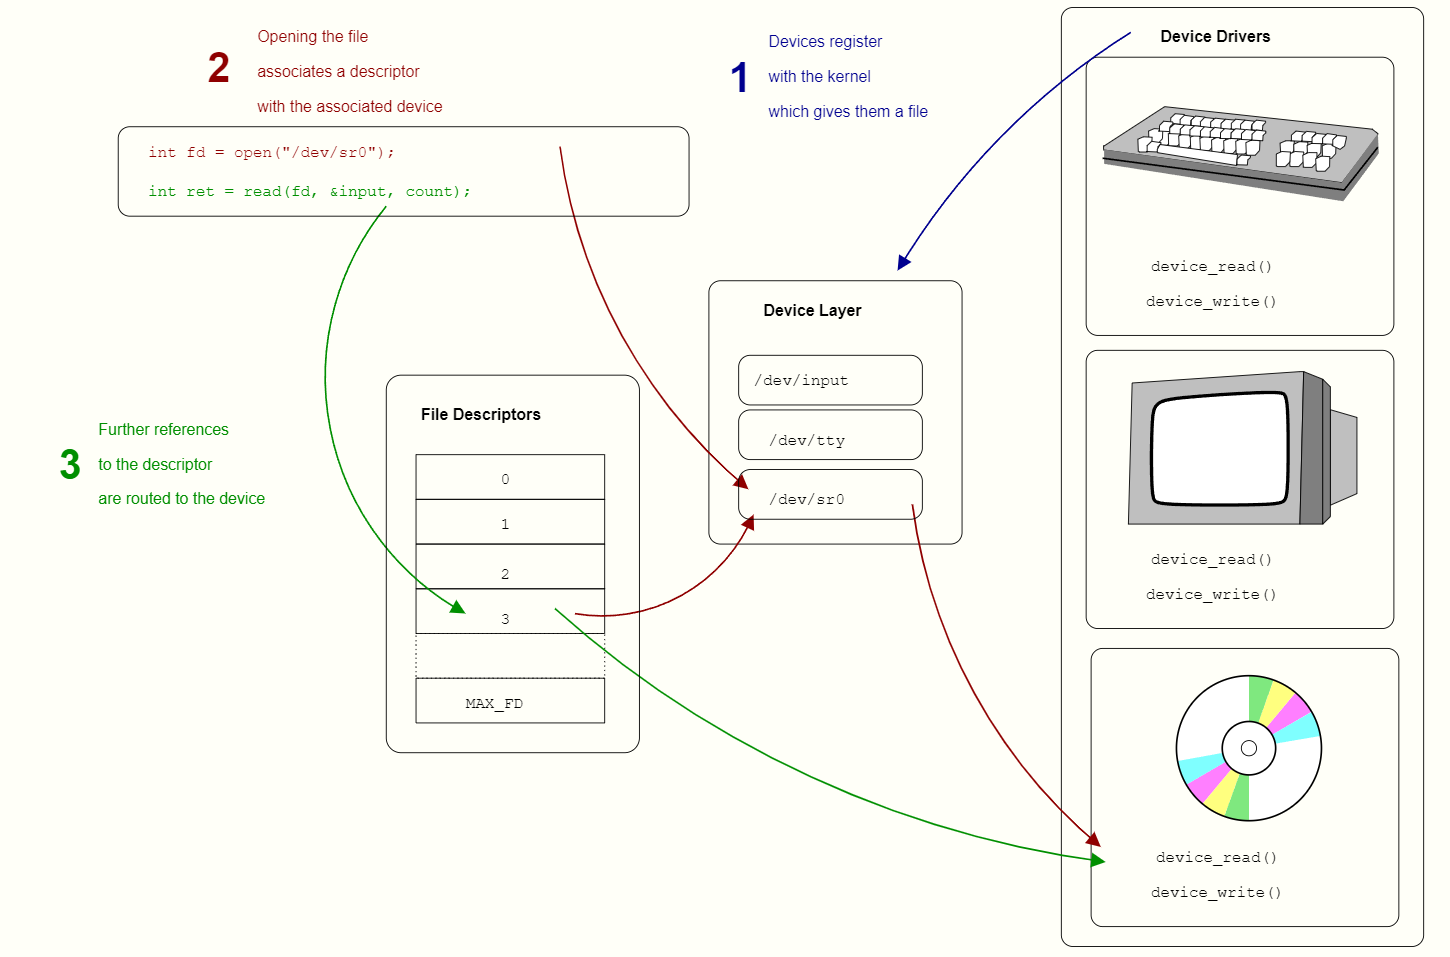 2
Opening the file
associates a descriptor
with the associated device
int fd = open("/dev/sr0");
int ret = read(fd, &input, count);
1
Devices register
with the kernel
which gives them a file
Device Drivers
device_read()
device_write()
device_read()
device_write()
device_read()
device_write()
Device Layer
/dev/input
/dev/tty
/dev/sr0
File Descriptors
0
1
2
3
MAX_FD
3
Further references
to the descriptor
are routed to the device